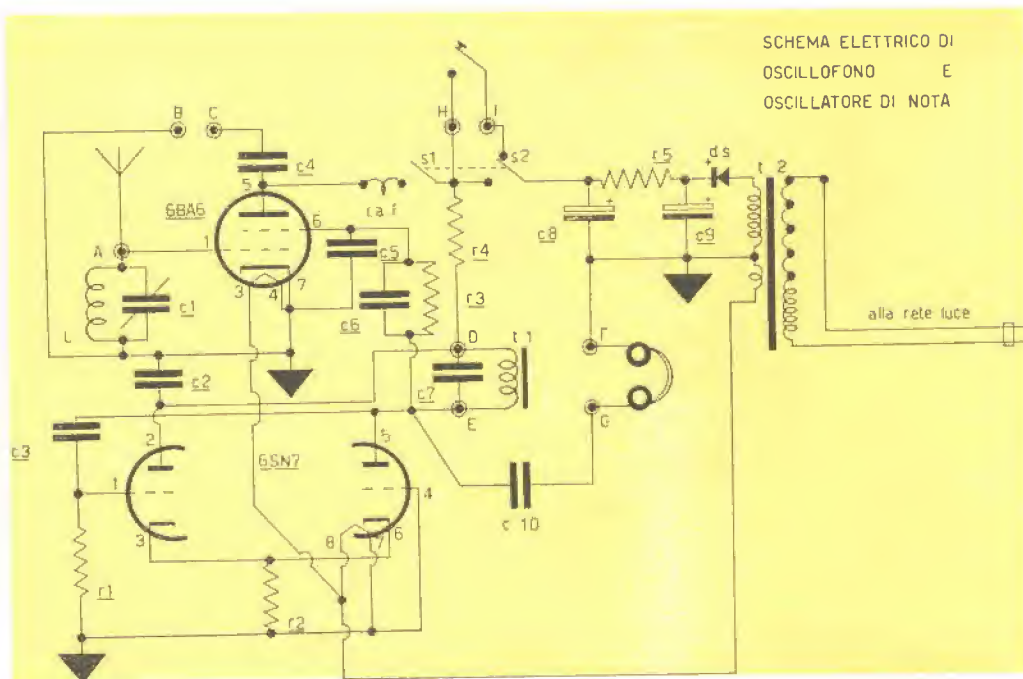 SCHEMA ELETTRICO DI
OSCILLOFONO E
OSCILLATORE DI NOTA
B C
H I
c4
s1 s2
r5
ds
t 2
5
6BA6
6
c.a.f
c5
c8
c9
A
1
r4
3 4 7
c1
r3
L
c6
alla rete luce
D
t1
F
c2
c7
E
G
c3
2
5
6SN7
1
4
c 10
3
8 7 6
r1
r2